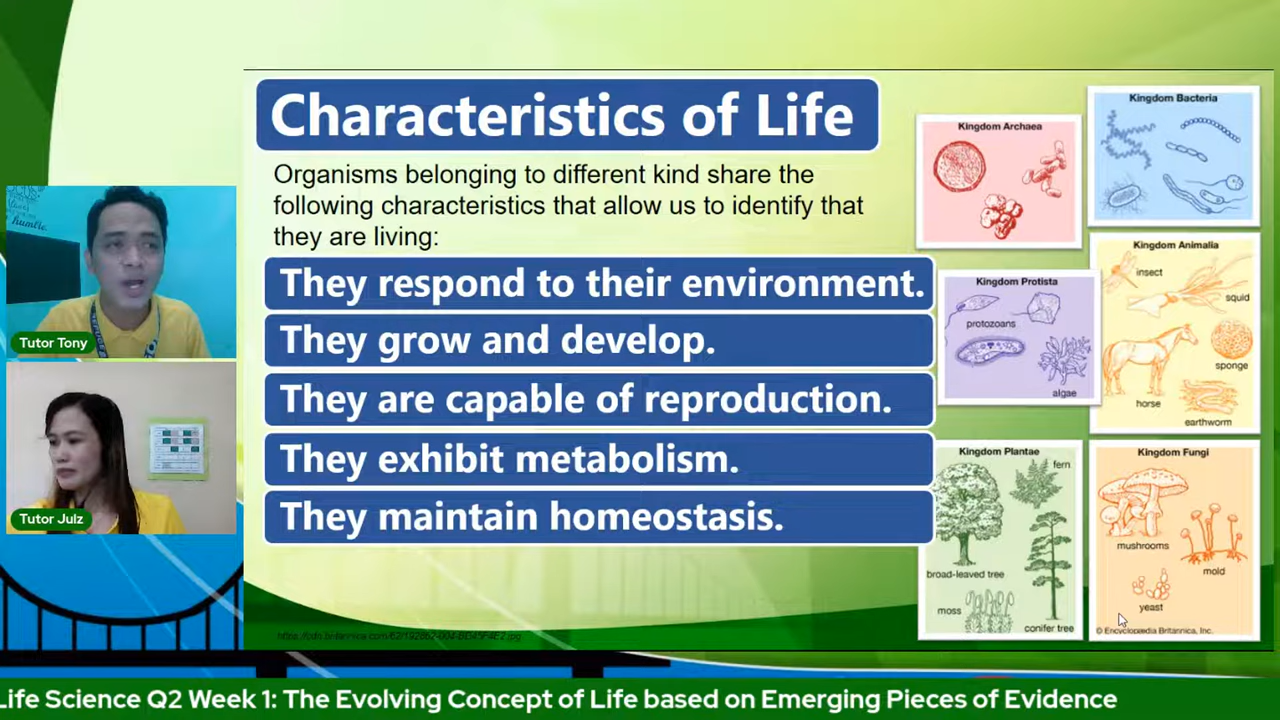 Characteristics of Life
Organisms belonging to different kind share the
following characteristics that allow us to identify that
they are living:
They respond to their environment.
They grow and develop.
They are capable of reproduction.
They exhibit metabolism.
They maintain homeostasis.
Kingdom Archaea
Kingdom Bacteria
Kingdom Protista
protozoans
algae
Kingdom Animalia
insect
squid
sponge
horse
earthworm
Kingdom Plantae
fern
broad-leaved tree
moss
conifer tree
Kingdom Fungi
mushrooms
mold
yeast
© Encyclopædia Britannica, Inc.
humble.
Tutor Tony
Tutor Julz
Life Science Q2 Week 1: The Evolving Concept of Life based on Emerging Pieces of Evidence